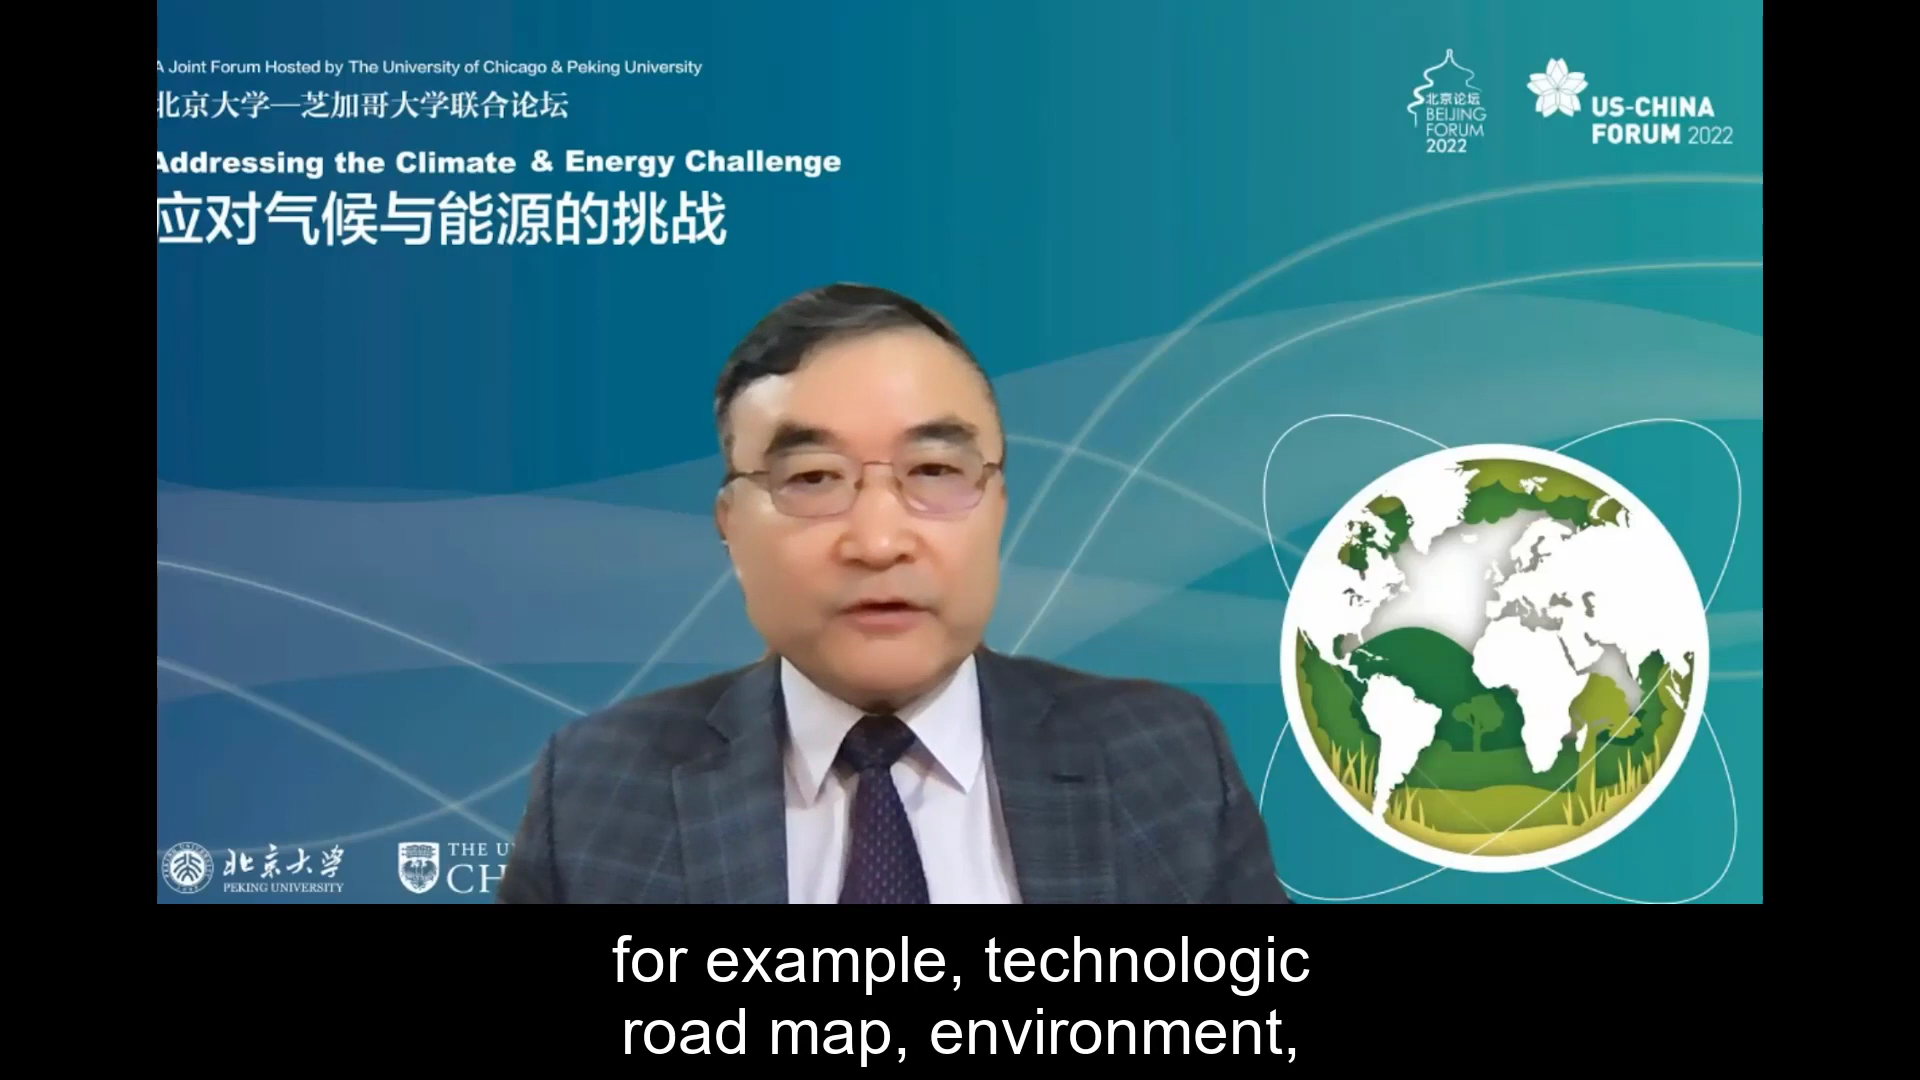 A Joint Forum Hosted by The University of Chicago & Peking University
北京大学—芝加哥大学联合论坛
Addressing the Climate & Energy Challenge
应对气候与能源的挑战
北京论坛
BEIJING
FORUM
2022
US-CHINA
FORUM 2022
北京大学
PEKING UNIVERSITY
THE U
CH
for example, technologic
road map, environment,